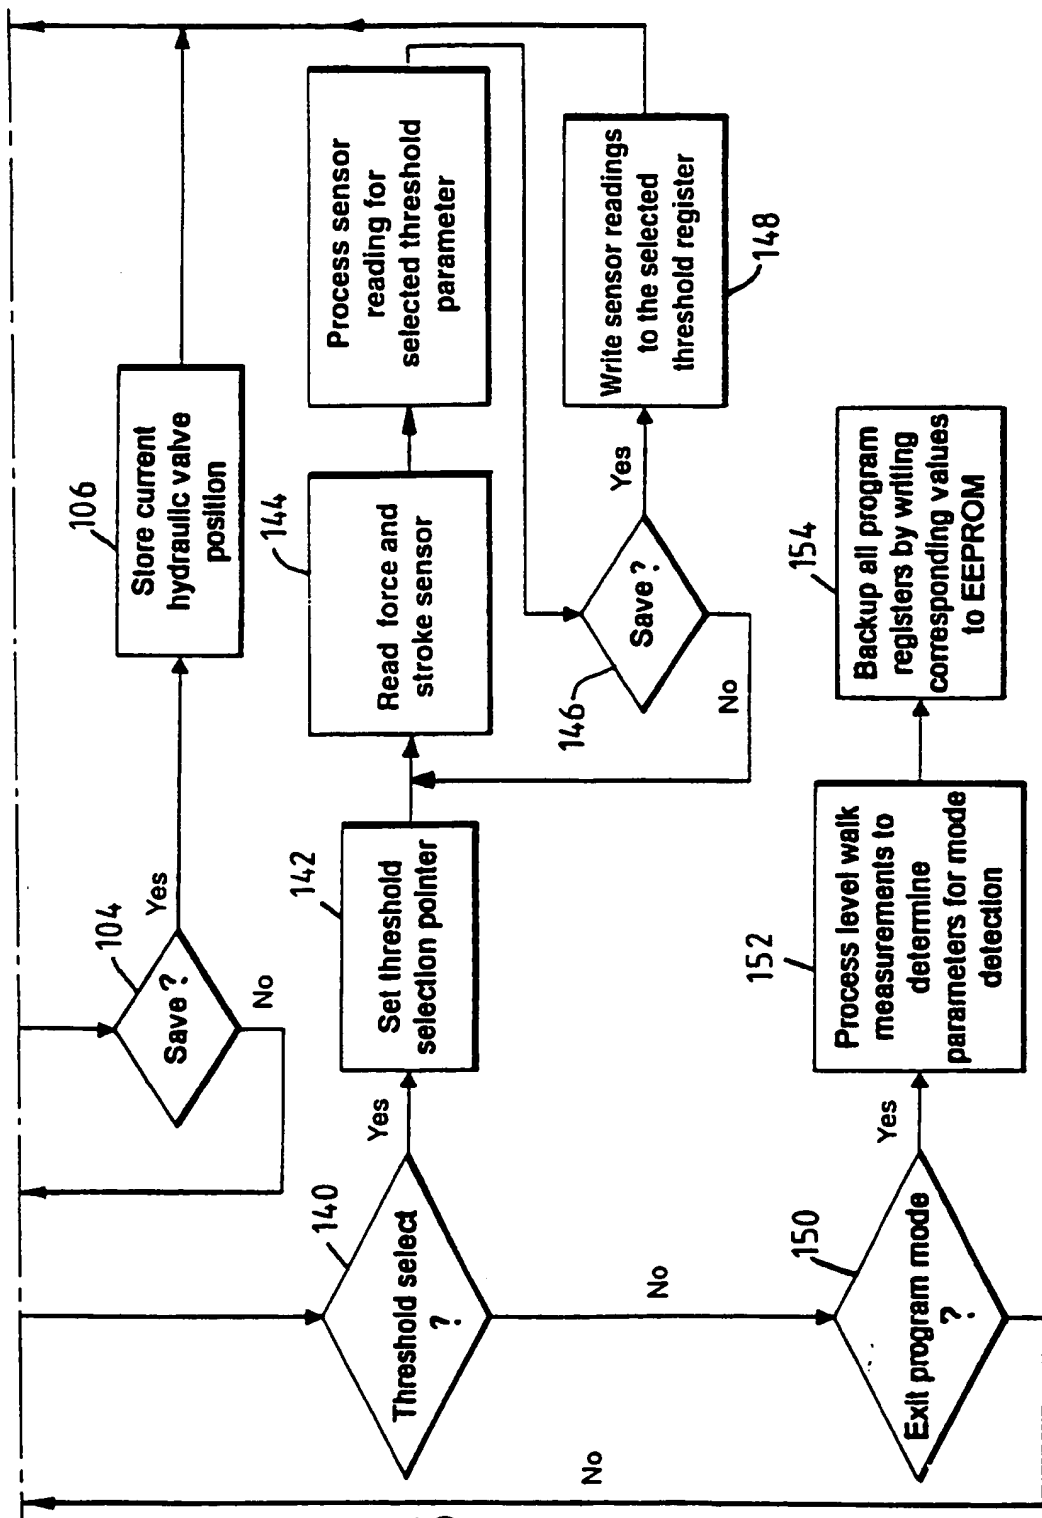 104
Save ?
Yes
No
106
Store current
hydraulic valve
position
140
Threshold select
?
Yes
No
142
Set threshold
selection pointer
144
Read force and
stroke sensor
Process sensor
reading for
selected threshold
parameter
146
Save ?
Yes
No
148
Write sensor readings
to the selected
threshold register
150
Exit program mode
?
Yes
No
152
Process level walk
measurements to
determine
parameters for mode
detection
154
Backup all program
registers by writing
corresponding values
to EEPROM